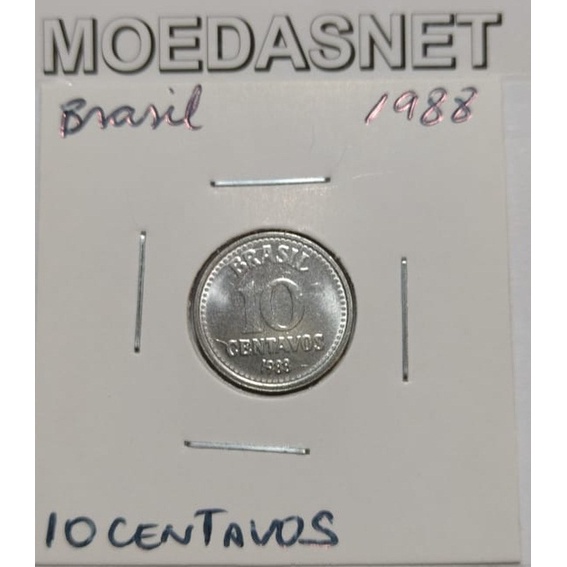 MOEDASNET
Brasil 1988
BRASIL
10
CENTAVOS
1988
10 CENTAVOS